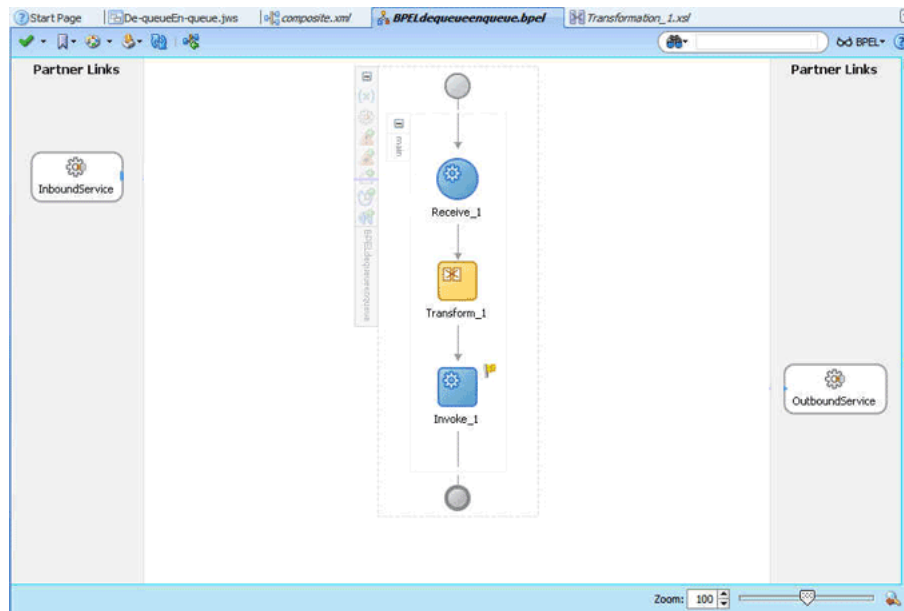 Start Page De-queueEn-queue.jws composite.xml BPELdequeueenqueue.bpel Transformation_1.xsl
BPEL
Partner Links
Partner Links
main
InboundService
Receive_1
BPELdequeueenqueue
Transform_1
OutboundService
Invoke_1
Zoom: 100